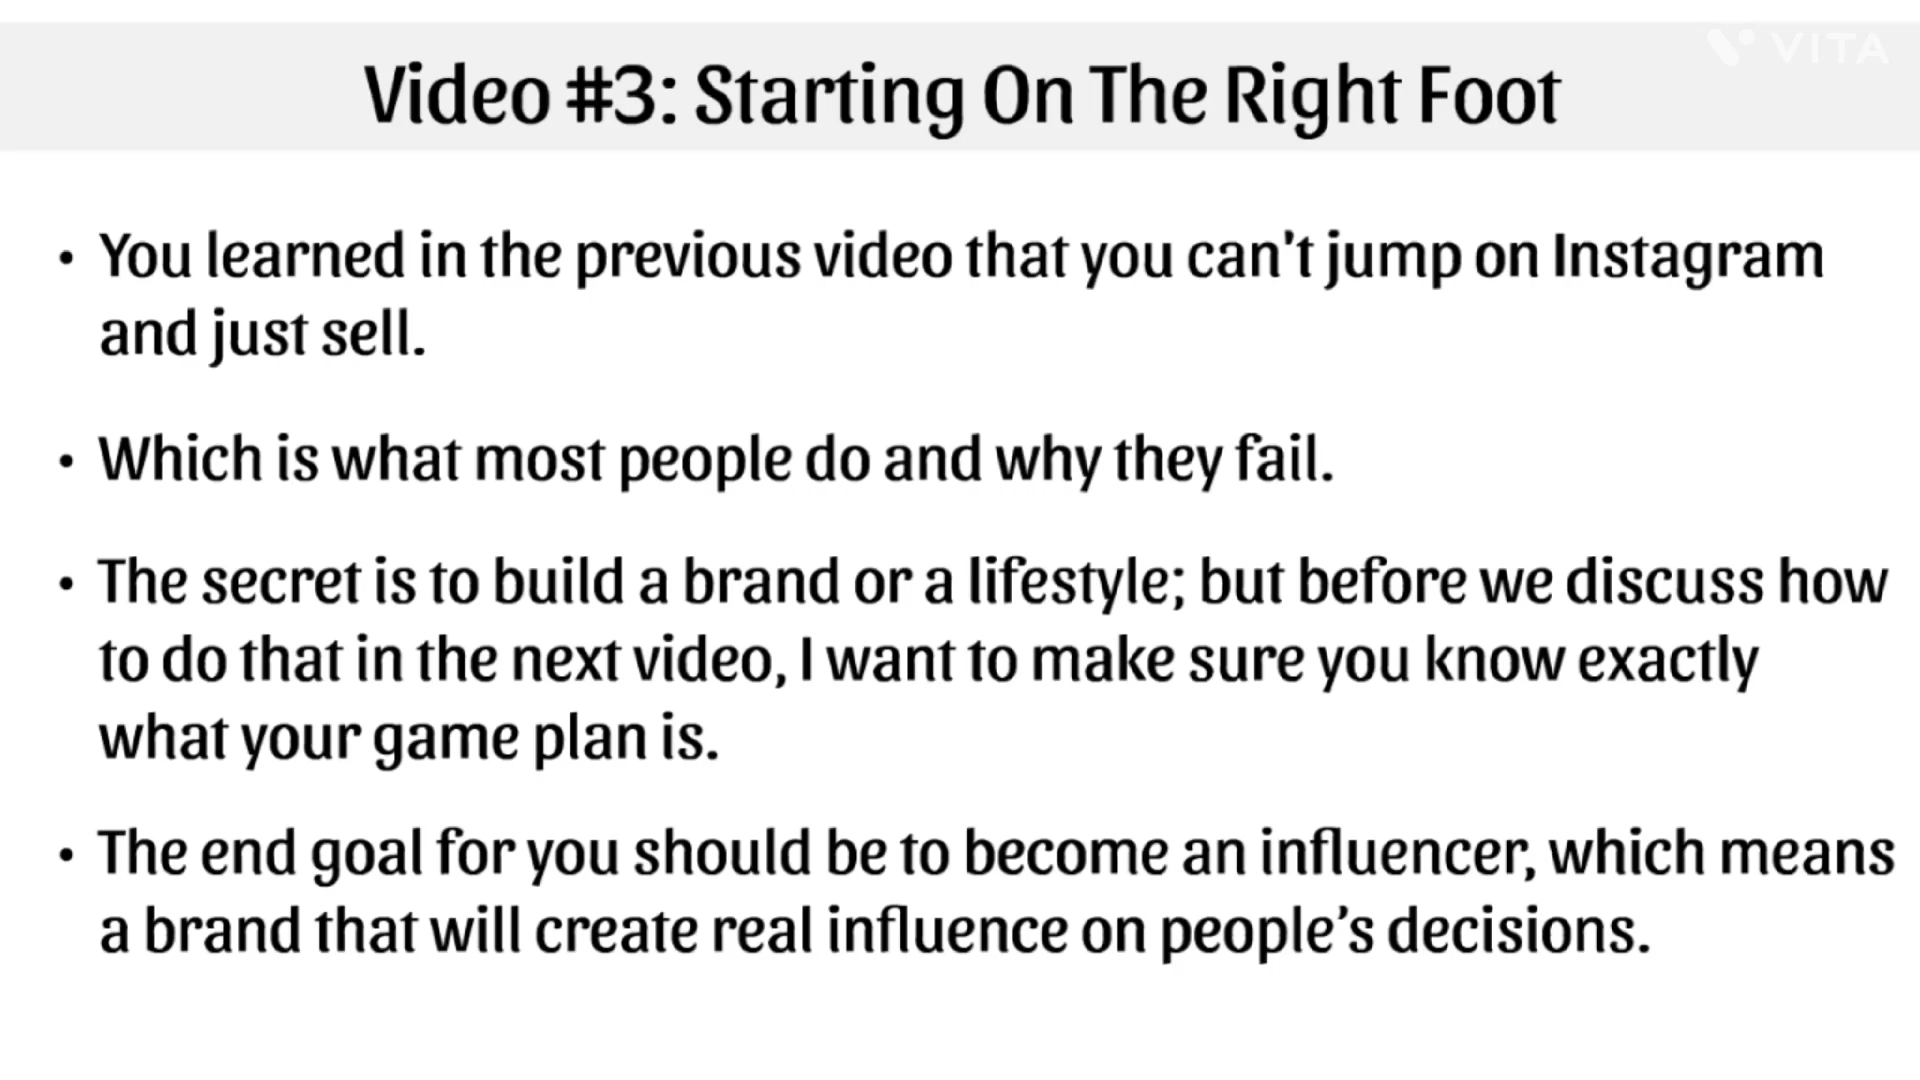 VITA
Video #3: Starting On The Right Foot
• You learned in the previous video that you can't jump on Instagram
and just sell.
• Which is what most people do and why they fail.
• The secret is to build a brand or a lifestyle; but before we discuss how
to do that in the next video, I want to make sure you know exactly
what your game plan is.
• The end goal for you should be to become an influencer, which means
a brand that will create real influence on people’s decisions.